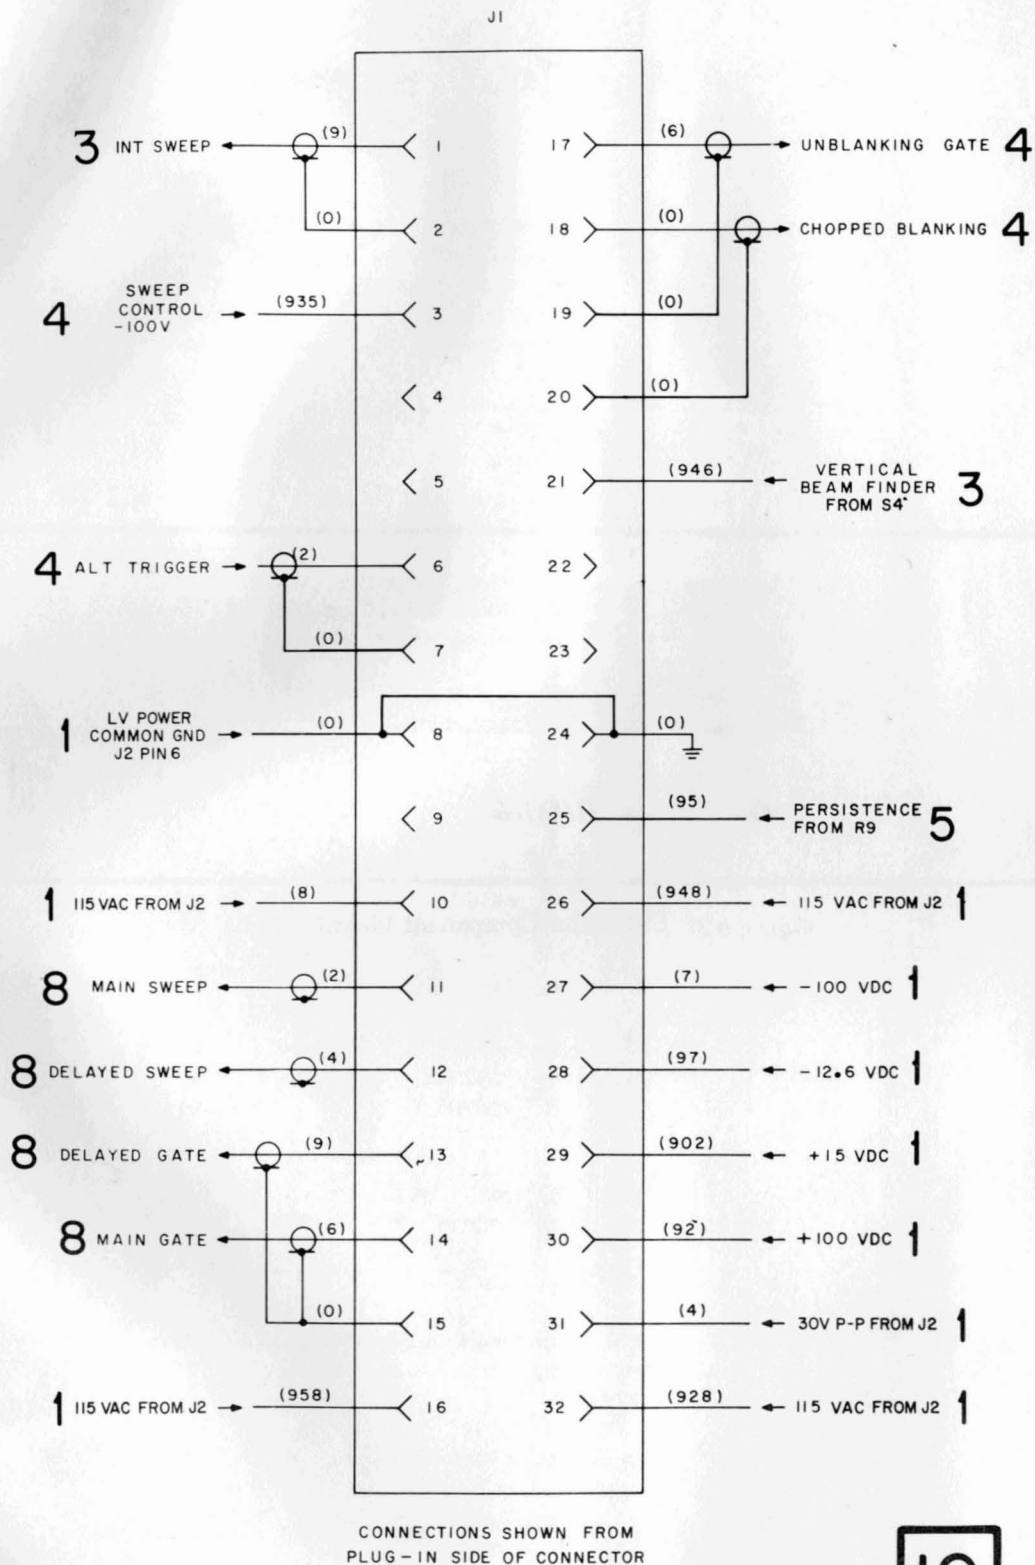 J1
3 INT SWEEP (9) 1 17 (6) UNBLANKING GATE 4
(0) 2 18 (0) CHOPPED BLANKING 4
4 SWEEP CONTROL -100V (935) 3 19 (0)
4 20 (0)
5 21 (946) VERTICAL BEAM FINDER FROM S4 3
4 ALT TRIGGER (2) 6 22
(0) 7 23
1 LV POWER COMMON GND J2 PIN 6 (0) 8 24 (0)
9 25 (95) PERSISTENCE FROM R9 5
1 115 VAC FROM J2 (8) 10 26 (948) 115 VAC FROM J2 1
8 MAIN SWEEP (2) 11 27 (7) -100 VDC 1
8 DELAYED SWEEP (4) 12 28 (97) -12.6 VDC 1
8 DELAYED GATE (9) 13 29 (902) +15 VDC 1
8 MAIN GATE (6) 14 30 (92) +100 VDC 1
(0) 15 31 (4) 30V P-P FROM J2 1
1 115 VAC FROM J2 (958) 16 32 (928) 115 VAC FROM J2 1
CONNECTIONS SHOWN FROM
PLUG-IN SIDE OF CONNECTOR